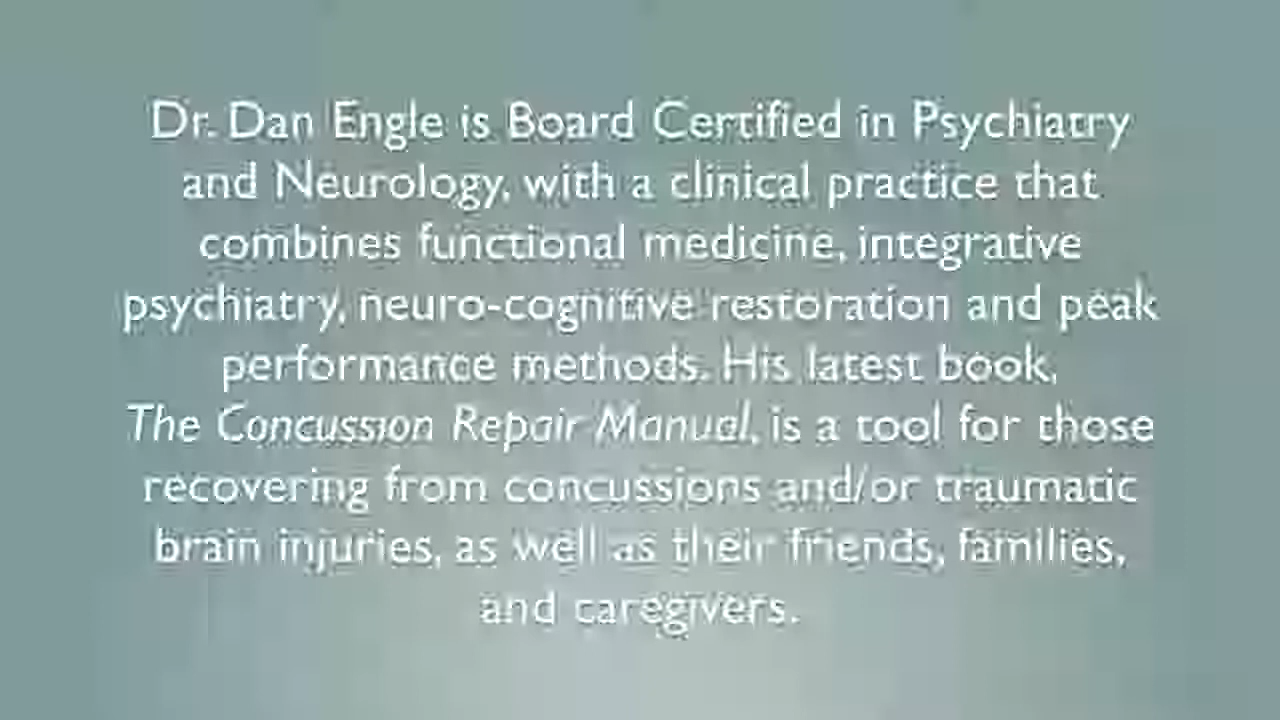 Dr. Dan Engle is Board Certified in Psychiatry
and Neurology, with a clinical practice that
combines functional medicine, integrative
psychiatry, neuro-cognitive restoration and peak
performance methods. His latest book,
The Concussion Repair Manual, is a tool for those
recovering from concussions and/or traumatic
brain injuries, as well as their friends, families,
and caregivers.